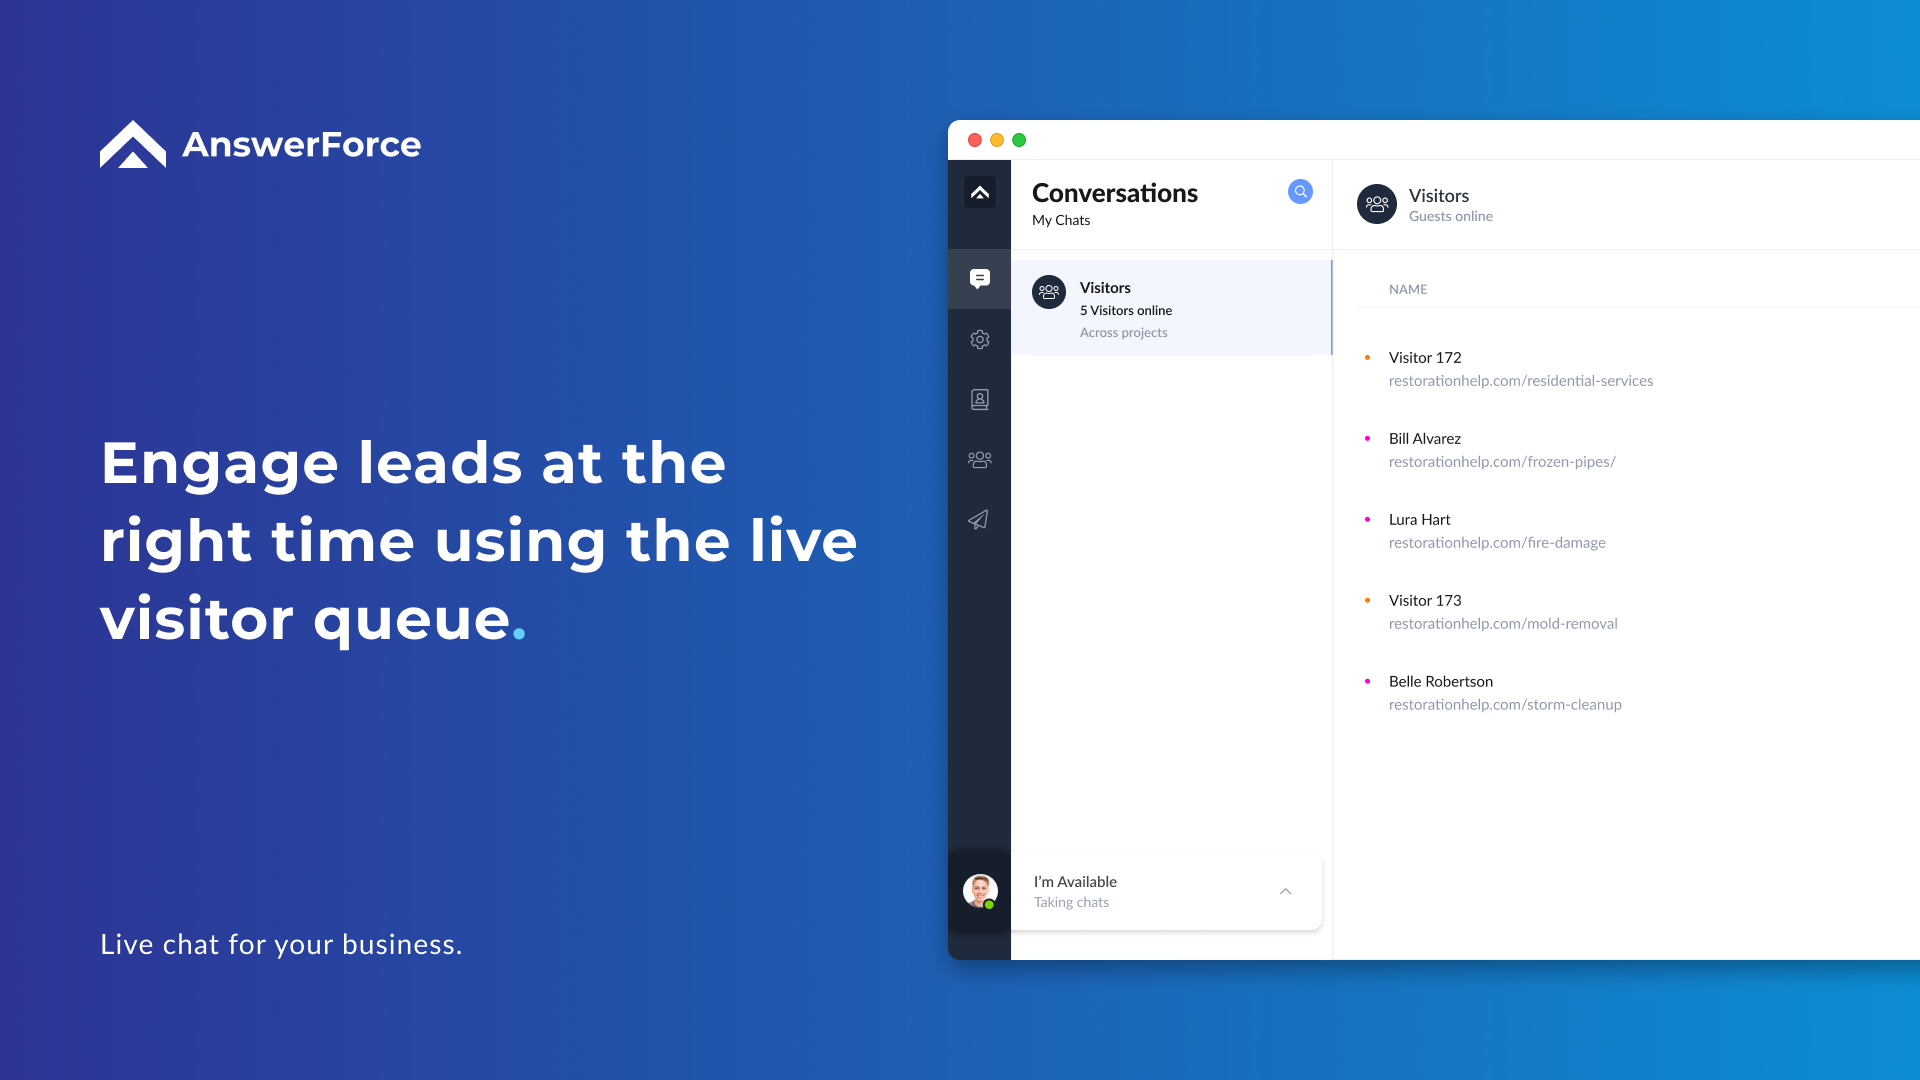 AnswerForce
Engage leads at the
right time using the live
visitor queue.
Live chat for your business.
Conversations
My Chats
Visitors
5 Visitors online
Across projects
I’m Available
Taking chats
Visitors
Guests online
NAME
Visitor 172
restorationhelp.com/residential-services
Bill Alvarez
restorationhelp.com/frozen-pipes/
Lura Hart
restorationhelp.com/fire-damage
Visitor 173
restorationhelp.com/mold-removal
Belle Robertson
restorationhelp.com/storm-cleanup